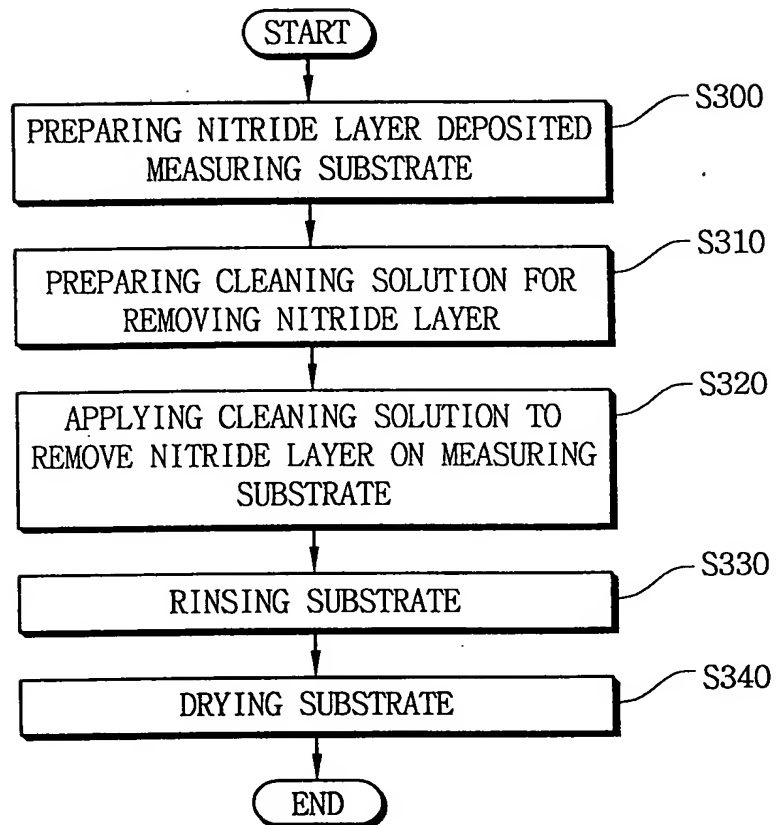 START
S300
PREPARING NITRIDE LAYER DEPOSITED
MEASURING SUBSTRATE
S310
PREPARING CLEANING SOLUTION FOR
REMOVING NITRIDE LAYER
S320
APPLYING CLEANING SOLUTION TO
REMOVE NITRIDE LAYER ON MEASURING
SUBSTRATE
S330
RINSING SUBSTRATE
S340
DRYING SUBSTRATE
END